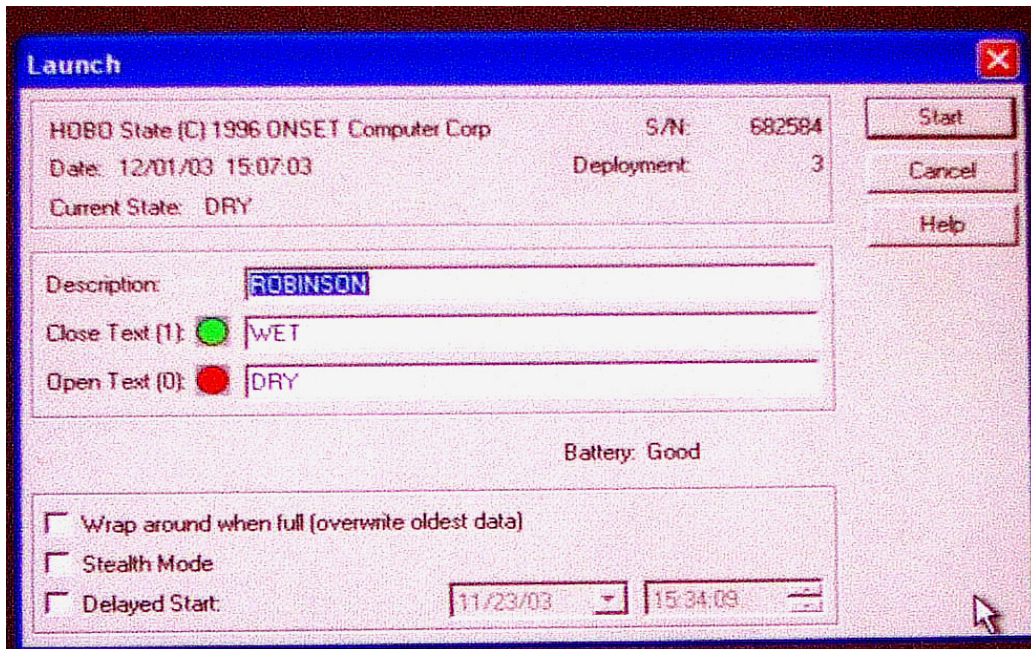 Launch
HOBO State (C) 1996 ONSET Computer Corp S/N: 682584
Date: 12/01/03 15:07:03 Deployment: 3
Current State: DRY
Start
Cancel
Help
Description: ROBINSON
Close Text (1): WET
Open Text (0): DRY
Battery: Good
Wrap around when full (overwrite oldest data)
Stealth Mode
Delayed Start: 11/23/03 15:34:09